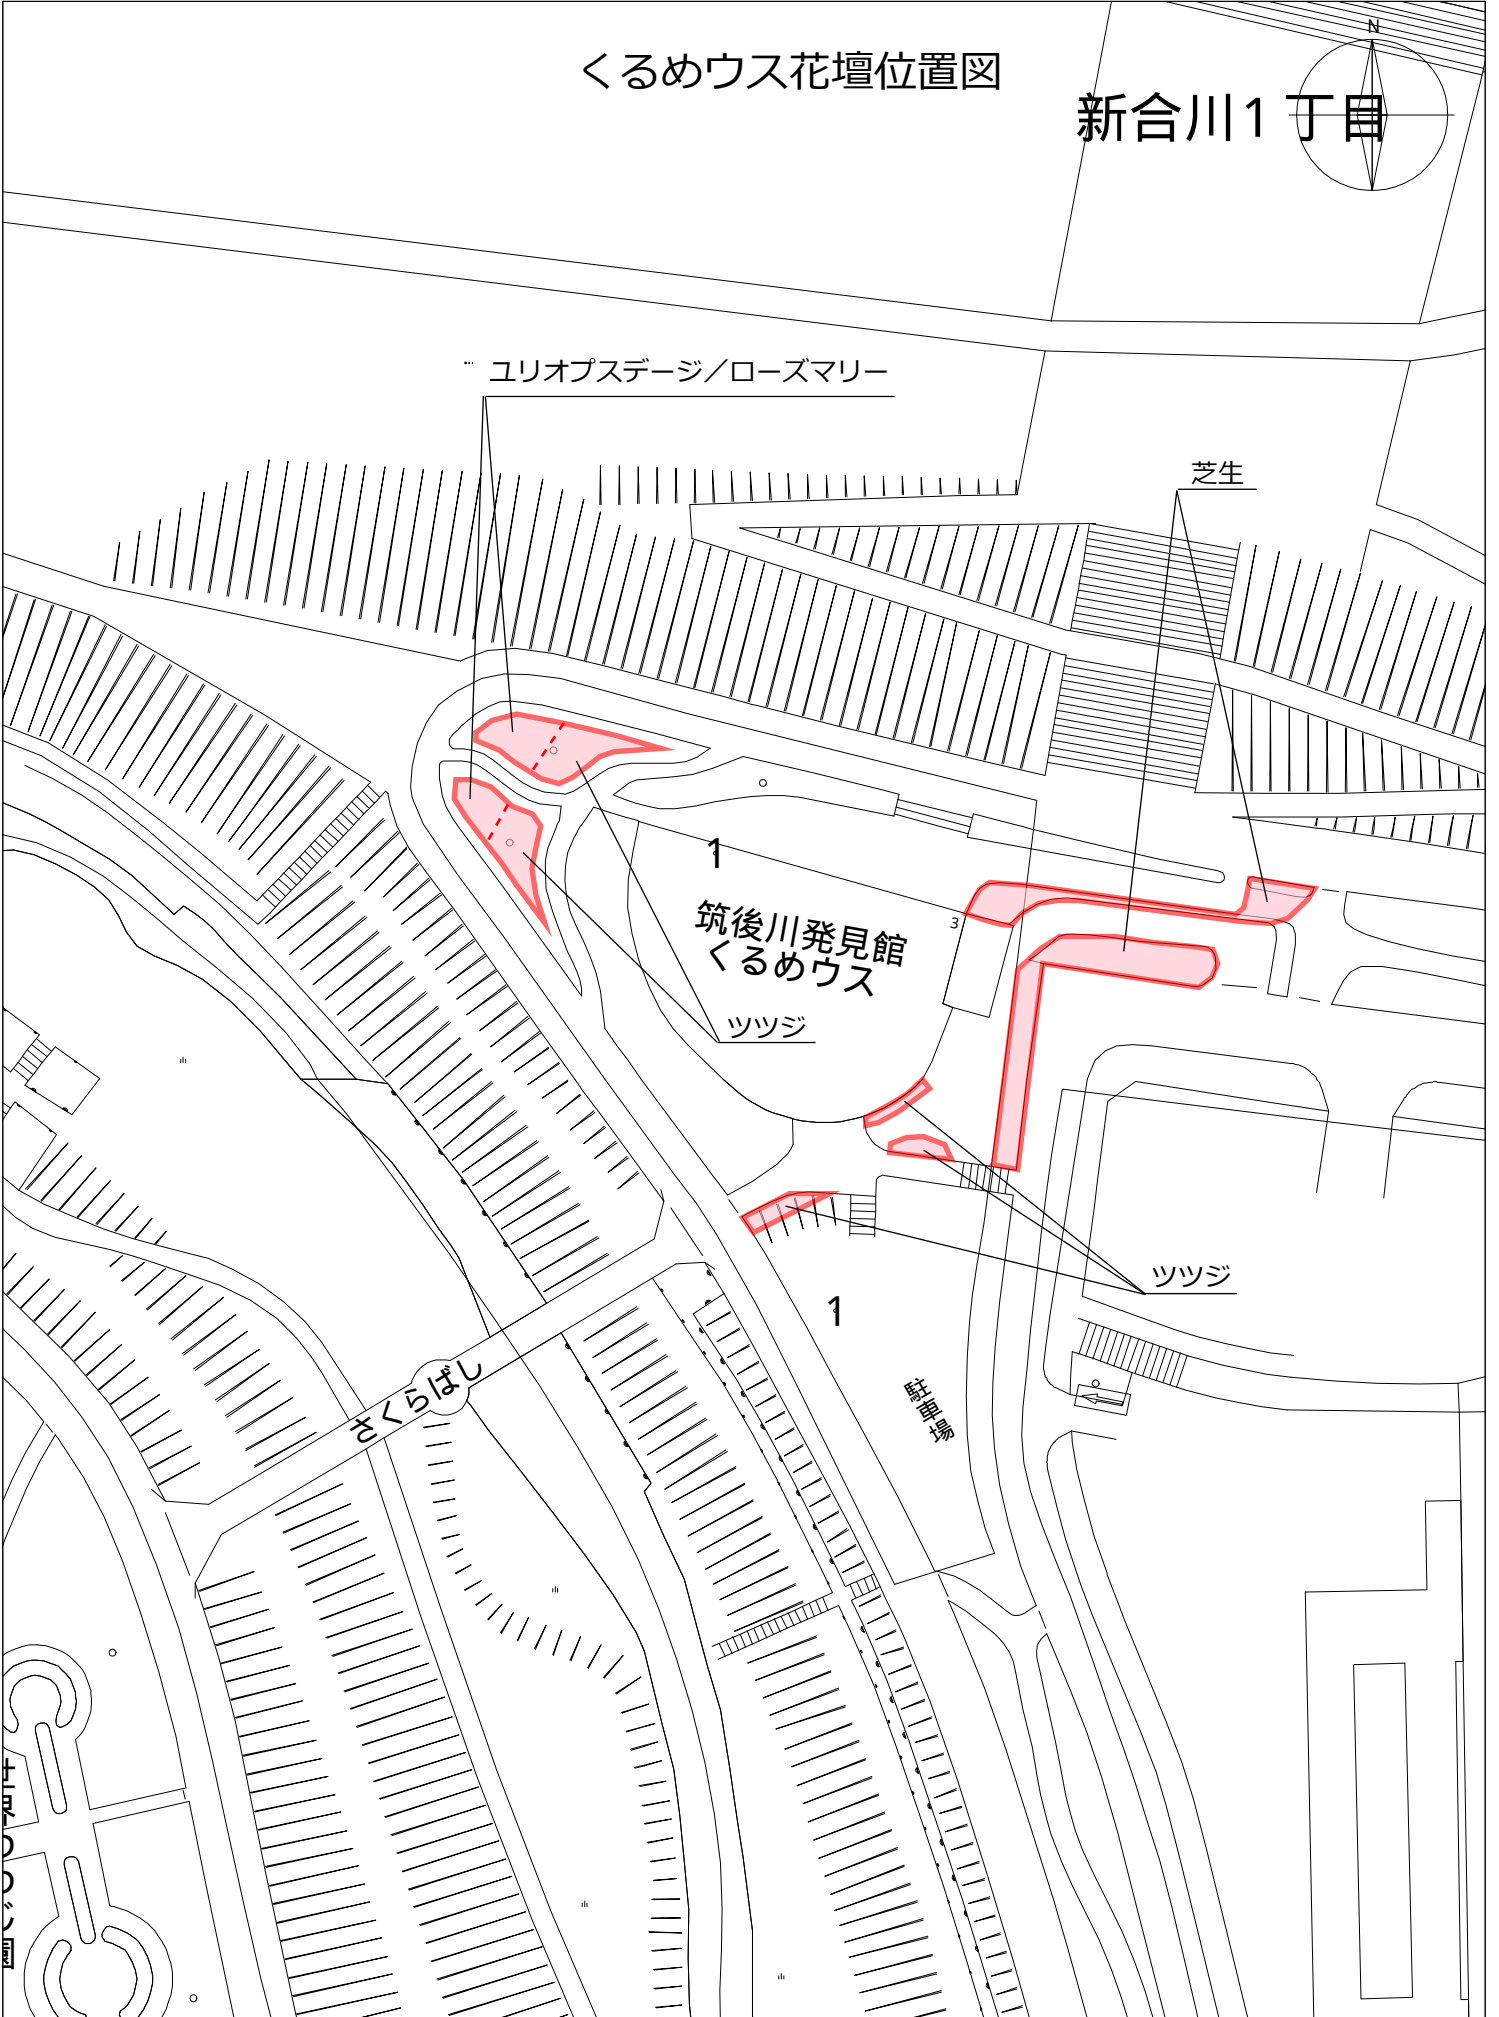 くるめウス花壇位置図
N
新合川1丁目
ユリオプスデージ／ローズマリー
芝生
1
筑後川発見館
くるめウス
3
ツツジ
ツツジ
1
さくらばし
駐車場